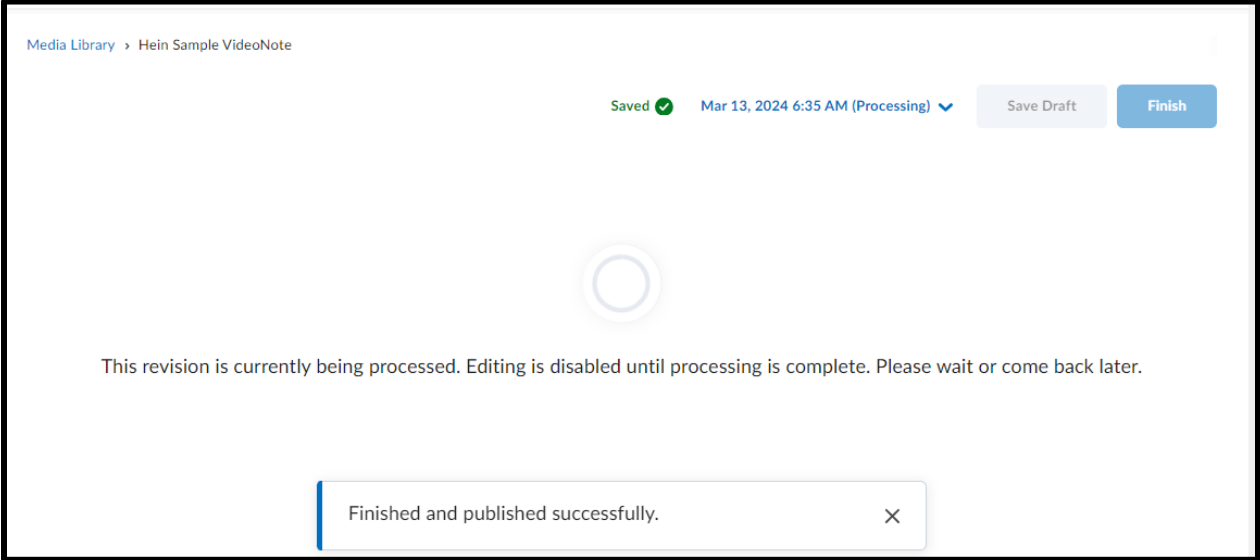 Media Library › Hein Sample VideoNote
Saved Mar 13, 2024 6:35 AM (Processing) Save Draft Finish
This revision is currently being processed. Editing is disabled until processing is complete. Please wait or come back later.
Finished and published successfully.